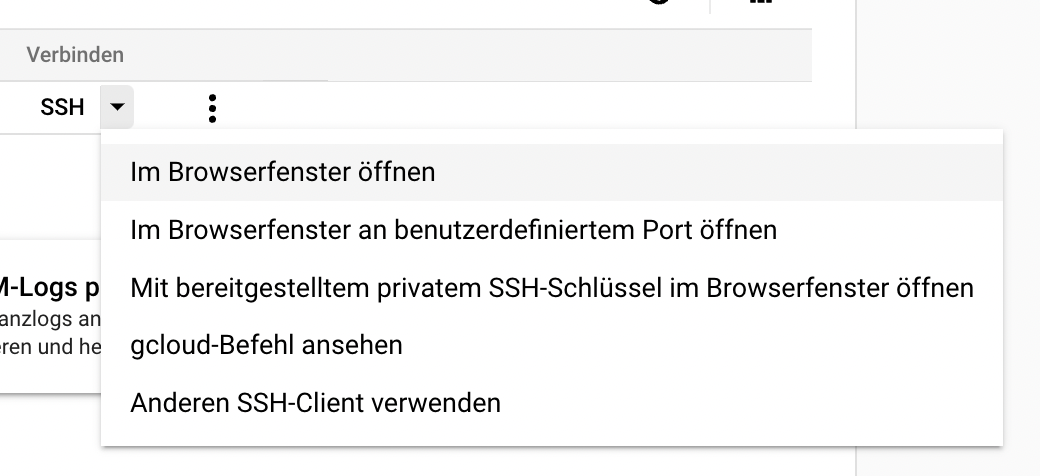 Verbinden
SSH
Im Browserfenster öffnen
Im Browserfenster an benutzerdefiniertem Port öffnen
M-Logs p
Mit bereitgestelltem privatem SSH-Schlüssel im Browserfenster öffnen
anzlogs an
eren und he
gcloud-Befehl ansehen
Anderen SSH-Client verwenden